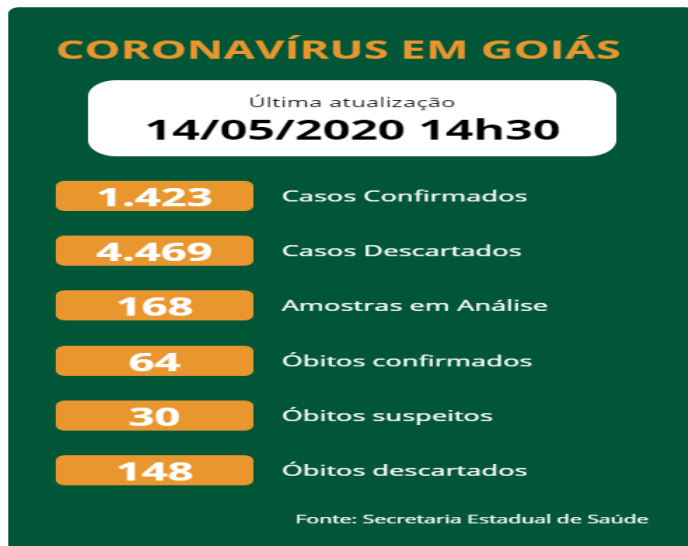 CORONAVÍRUS EM GOIÁS
Última atualização
14/05/2020 14h30
1.423 Casos Confirmados
4.469 Casos Descartados
168 Amostras em Análise
64 Óbitos confirmados
30 Óbitos suspeitos
148 Óbitos descartados
Fonte: Secretaria Estadual de Saúde